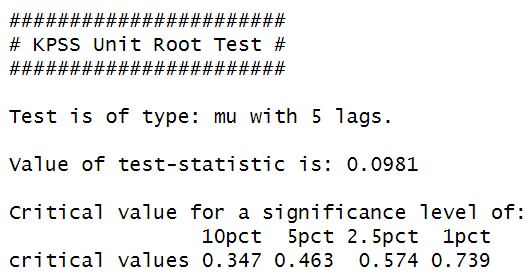 #######################
# KPSS Unit Root Test #
#######################
Test is of type: mu with 5 lags.
Value of test-statistic is: 0.0981
Critical value for a significance level of:
10pct 5pct 2.5pct 1pct
critical values 0.347 0.463 0.574 0.739